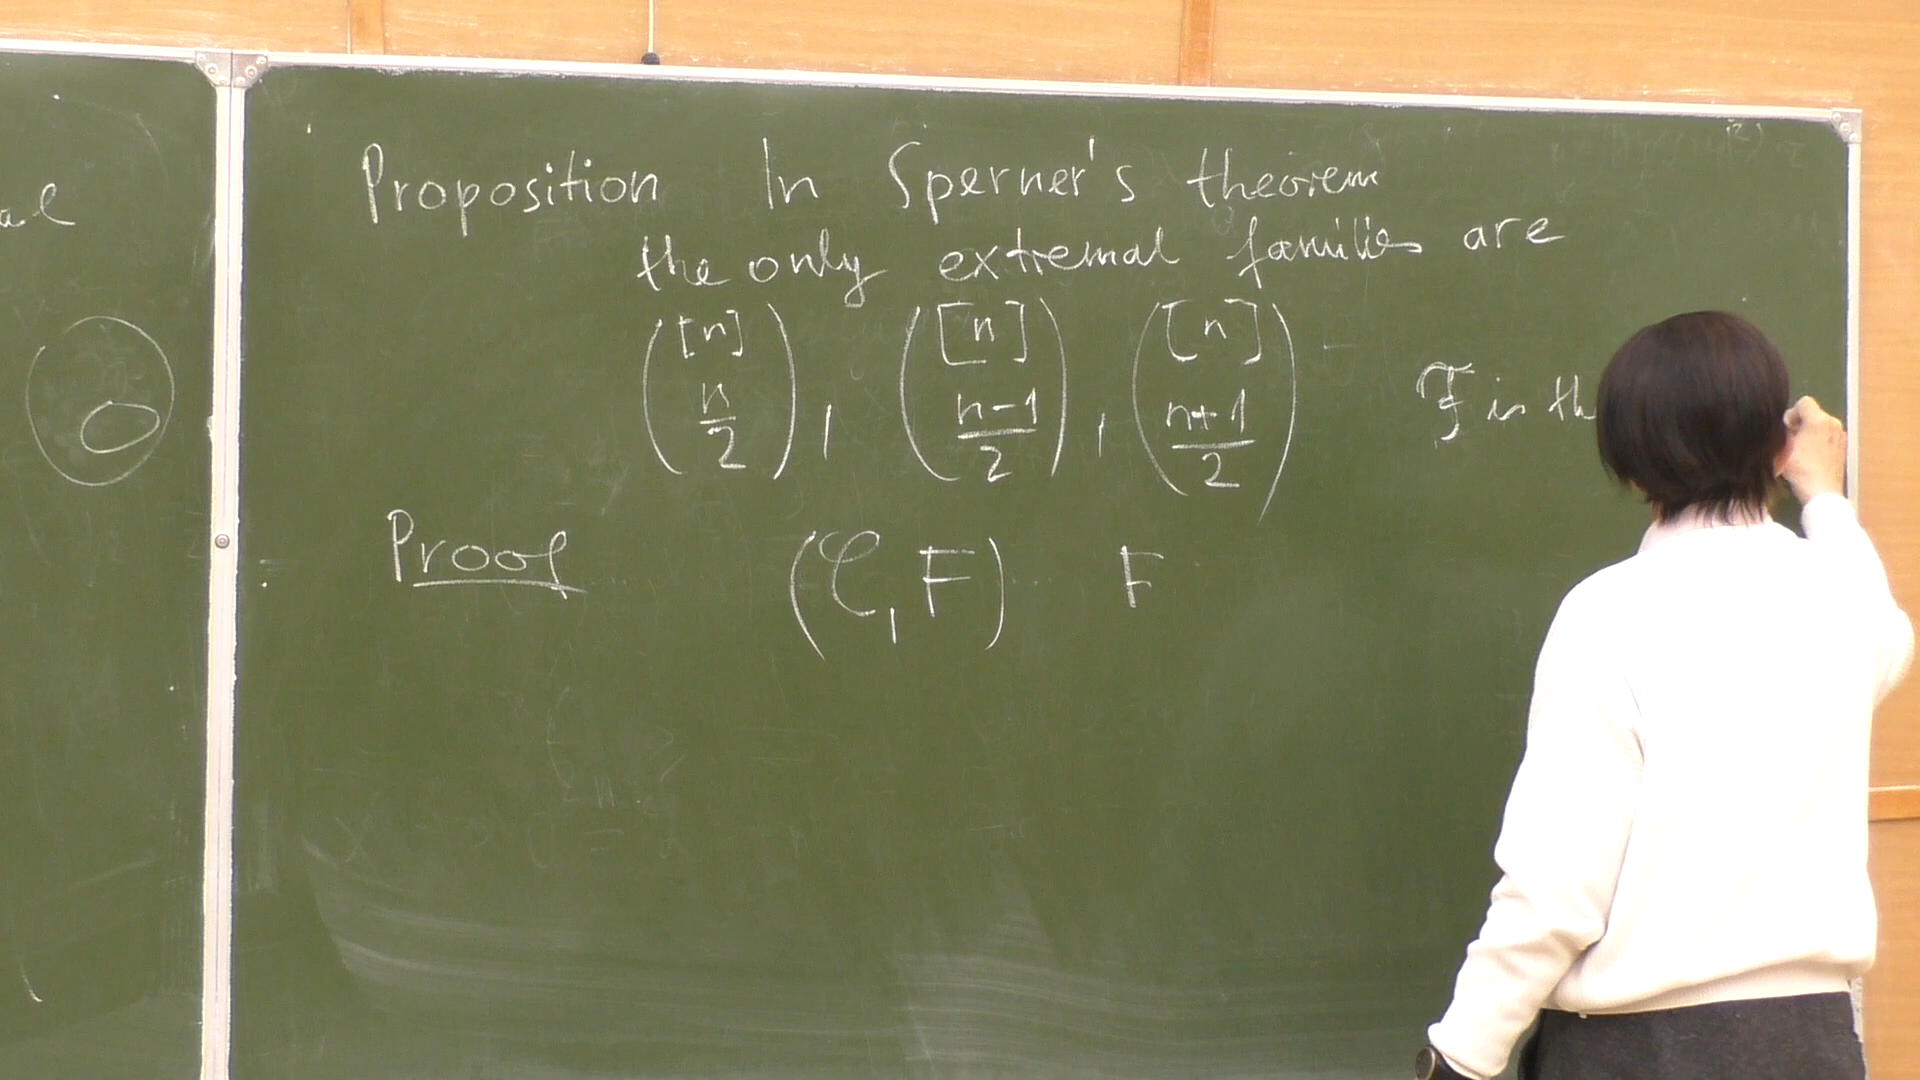 Proposition In Sperner's theorem
the only extremal families are
([n] n/2), ([n] n-1/2), ([n] n+1/2) ℱ is th
Proof (𝒞, F) F